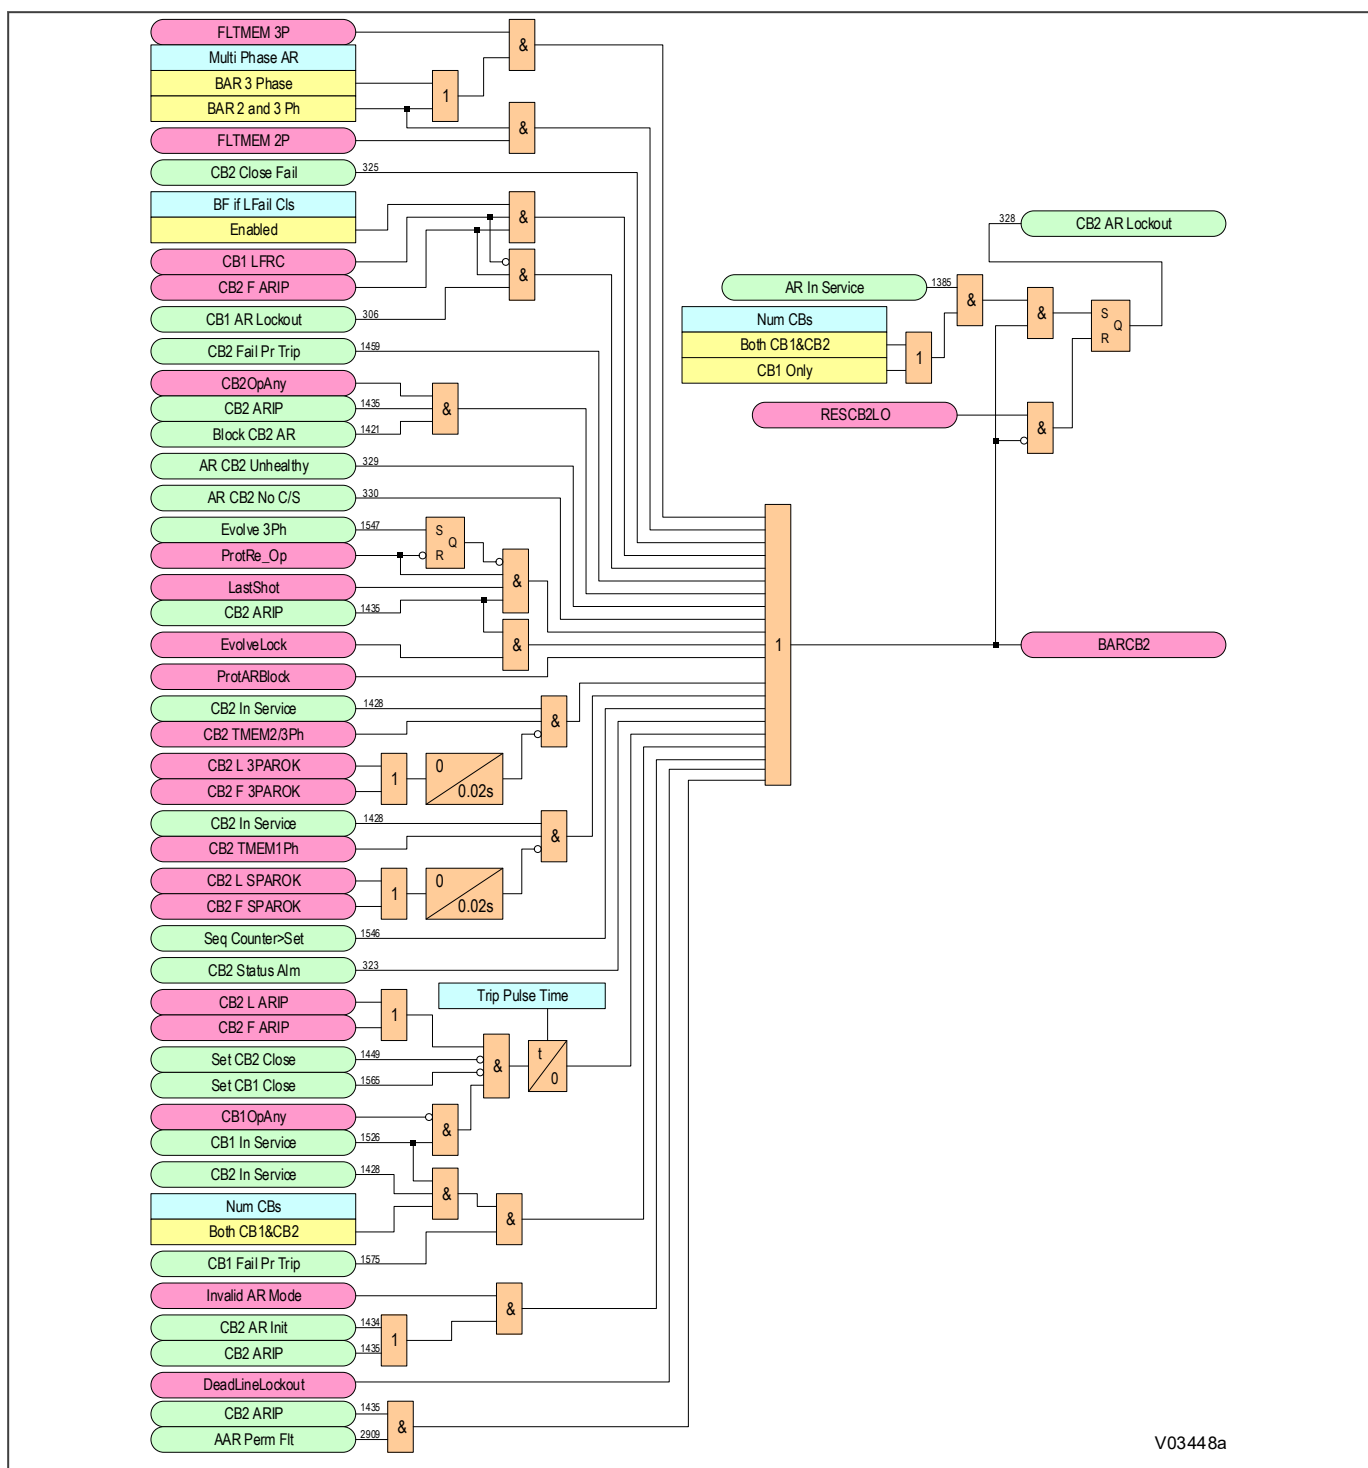 FLTMEM 3P
&
Multi Phase AR
BAR 3 Phase
1
BAR 2 and 3 Ph
&
FLTMEM 2P
CB2 Close Fail
325
BF if LFail Cls
&
Enabled
CB1 LFRC
&
CB2 F ARIP
CB1 AR Lockout
306
CB2 Fail Pr Trip
1459
CB2OpAny
CB2 ARIP
1435
&
Block CB2 AR
1421
AR CB2 Unhealthy
329
AR CB2 No C/S
330
Evolve 3Ph
1547
S
Q
R
ProtRe_Op
&
LastShot
CB2 ARIP
1435
EvolveLock
&
ProtARBlock
CB2 In Service
1428
&
CB2 TMEM2/3Ph
CB2 L 3PAROK
1
0
0.02s
CB2 F 3PAROK
CB2 In Service
1428
&
CB2 TMEM1Ph
CB2 L SPAROK
1
0
0.02s
CB2 F SPAROK
Seq Counter>Set
1546
CB2 Status Alm
323
CB2 L ARIP
1
CB2 F ARIP
Trip Pulse Time
Set CB2 Close
1449
&
t
0
Set CB1 Close
1565
CB1OpAny
&
CB1 In Service
1526
CB2 In Service
1428
&
Num CBs
&
Both CB1&CB2
CB1 Fail Pr Trip
1575
Invalid AR Mode
&
CB2 AR Init
1434
1
CB2 ARIP
1435
DeadLineLockout
CB2 ARIP
1435
&
AAR Perm Flt
2909
1
328
CB2 AR Lockout
AR In Service
1385
&
&
S
Q
R
Num CBs
Both CB1&CB2
1
CB1 Only
RESCB2LO
&
BARCB2
V03448a